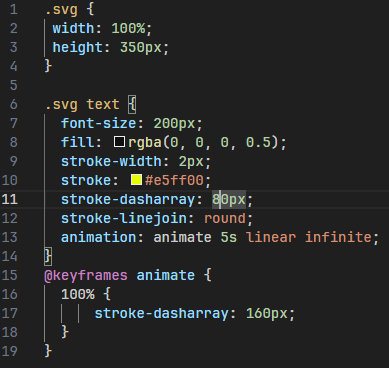 1 .svg {
2 width: 100%;
3 height: 350px;
4 }
5
6 .svg text {
7 font-size: 200px;
8 fill: rgba(0, 0, 0, 0.5);
9 stroke-width: 2px;
10 stroke: #e5ff00;
11 stroke-dasharray: 80px;
12 stroke-linejoin: round;
13 animation: animate 5s linear infinite;
14 }
15 @keyframes animate {
16 100% {
17 stroke-dasharray: 160px;
18 }
19 }